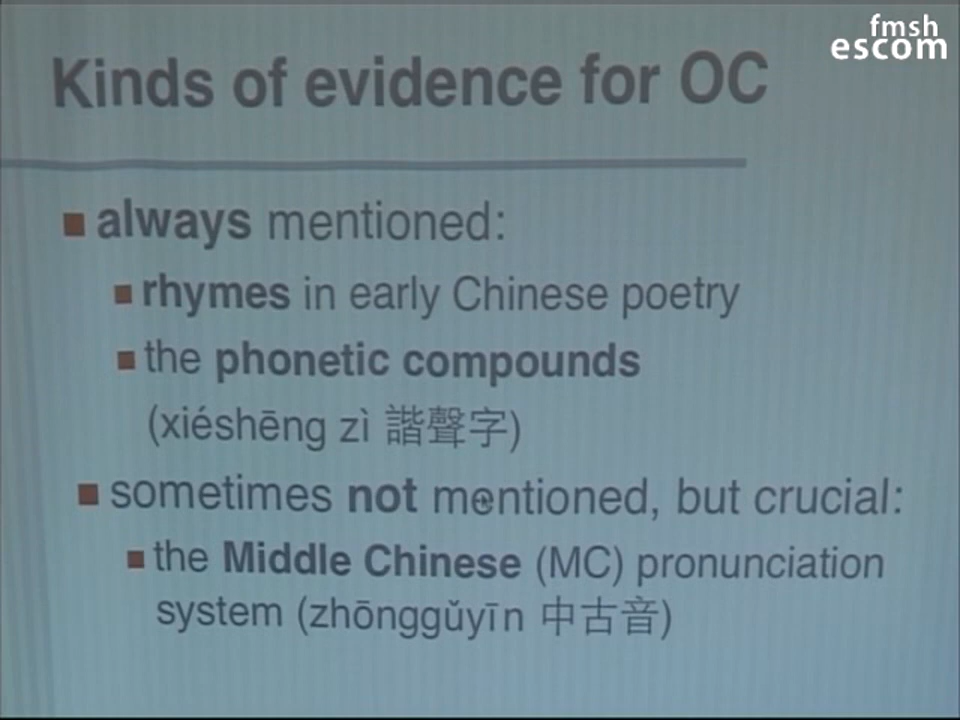 fmsh
escom
Kinds of evidence for OC
always mentioned:
rhymes in early Chinese poetry
the phonetic compounds
(xiéshēng zì 諧聲字)
sometimes not mentioned, but crucial:
the Middle Chinese (MC) pronunciation
system (zhōnggǔyīn 中古音)